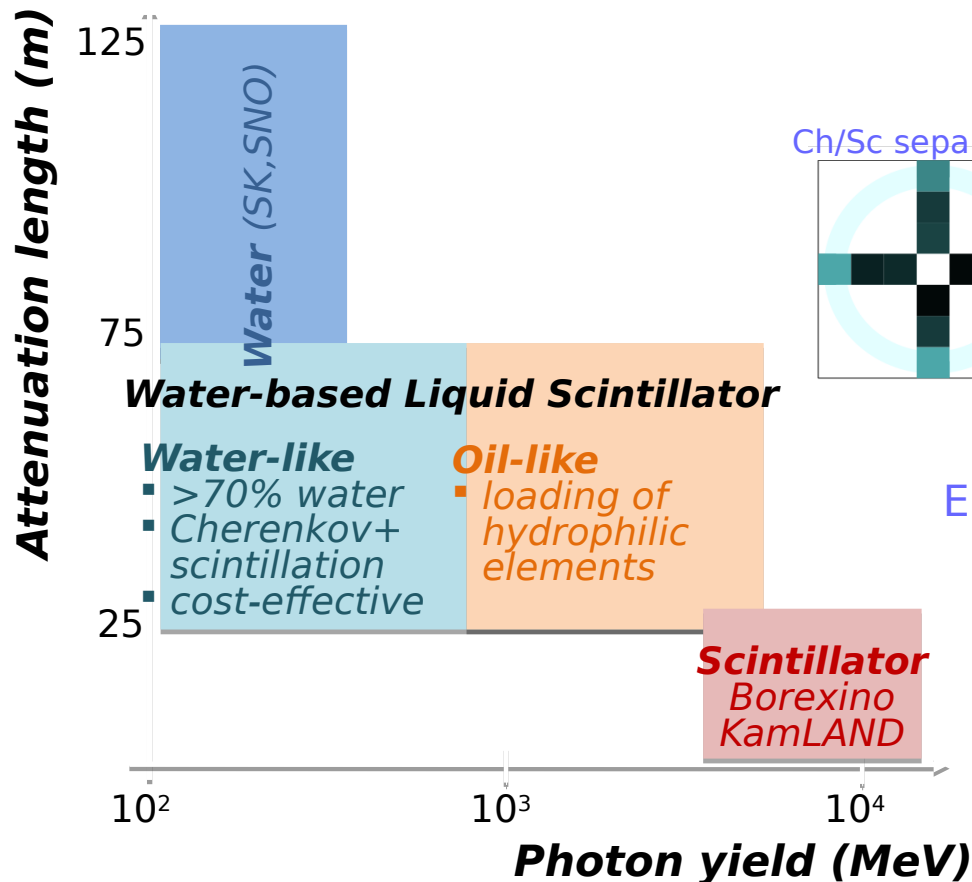 Attenuation length (m)
125
75
25
Water (SK,SNO)
Ch/Sc sepa
Water-based Liquid Scintillator
Water-like
▪ >70% water
▪ Cherenkov+
scintillation
▪ cost-effective
Oil-like
▪ loading of
hydrophilic
elements
E
Scintillator
Borexino
KamLAND
10²
10³
10⁴
Photon yield (MeV)